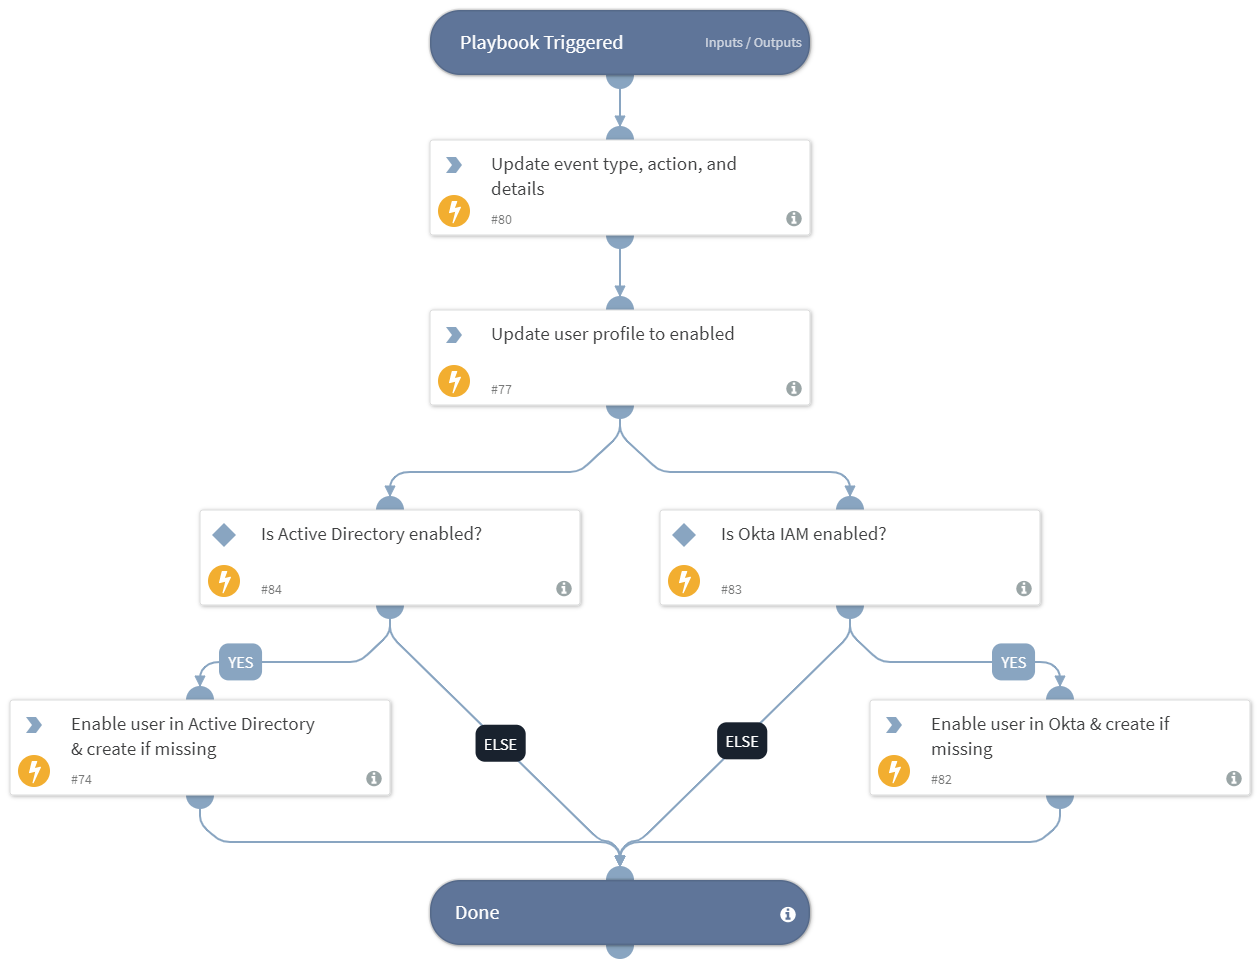 Playbook Triggered
Inputs / Outputs
Update event type, action, and
details
#80
Update user profile to enabled
#77
Is Active Directory enabled?
#84
Is Okta IAM enabled?
#83
YES
YES
Enable user in Active Directory
& create if missing
#74
ELSE
ELSE
Enable user in Okta & create if
missing
#82
Done